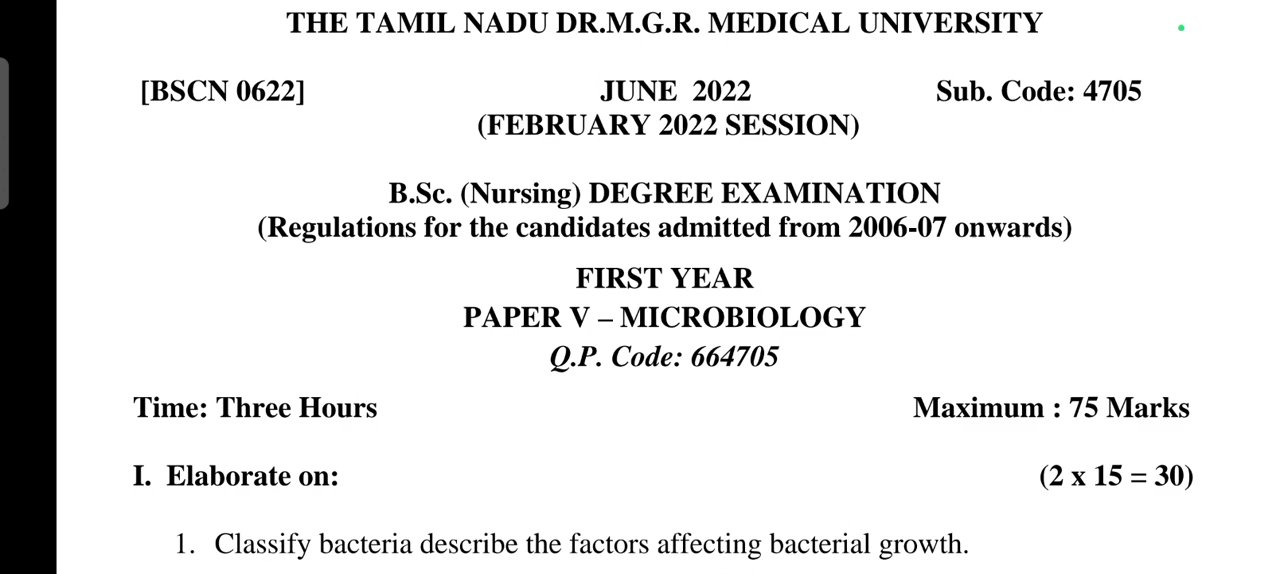 THE TAMIL NADU DR.M.G.R. MEDICAL UNIVERSITY
[BSCN 0622] JUNE 2022 Sub. Code: 4705
(FEBRUARY 2022 SESSION)
B.Sc. (Nursing) DEGREE EXAMINATION
(Regulations for the candidates admitted from 2006-07 onwards)
FIRST YEAR
PAPER V – MICROBIOLOGY
Q.P. Code: 664705
Time: Three Hours Maximum : 75 Marks
I. Elaborate on: (2 x 15 = 30)
1. Classify bacteria describe the factors affecting bacterial growth.